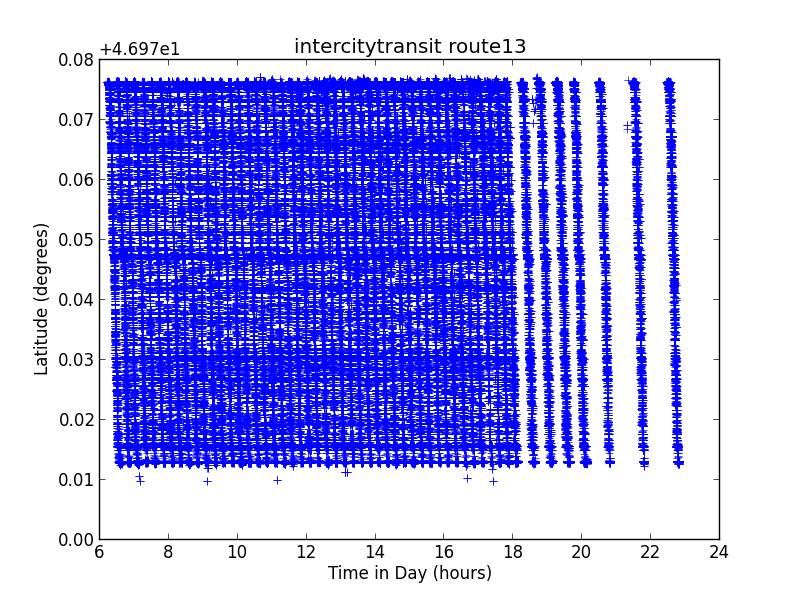 intercitytransit route13
+4.697e1
0.08
0.07
0.06
0.05
0.04
0.03
0.02
0.01
0.00
Latitude (degrees)
6 8 10 12 14 16 18 20 22 24
Time in Day (hours)